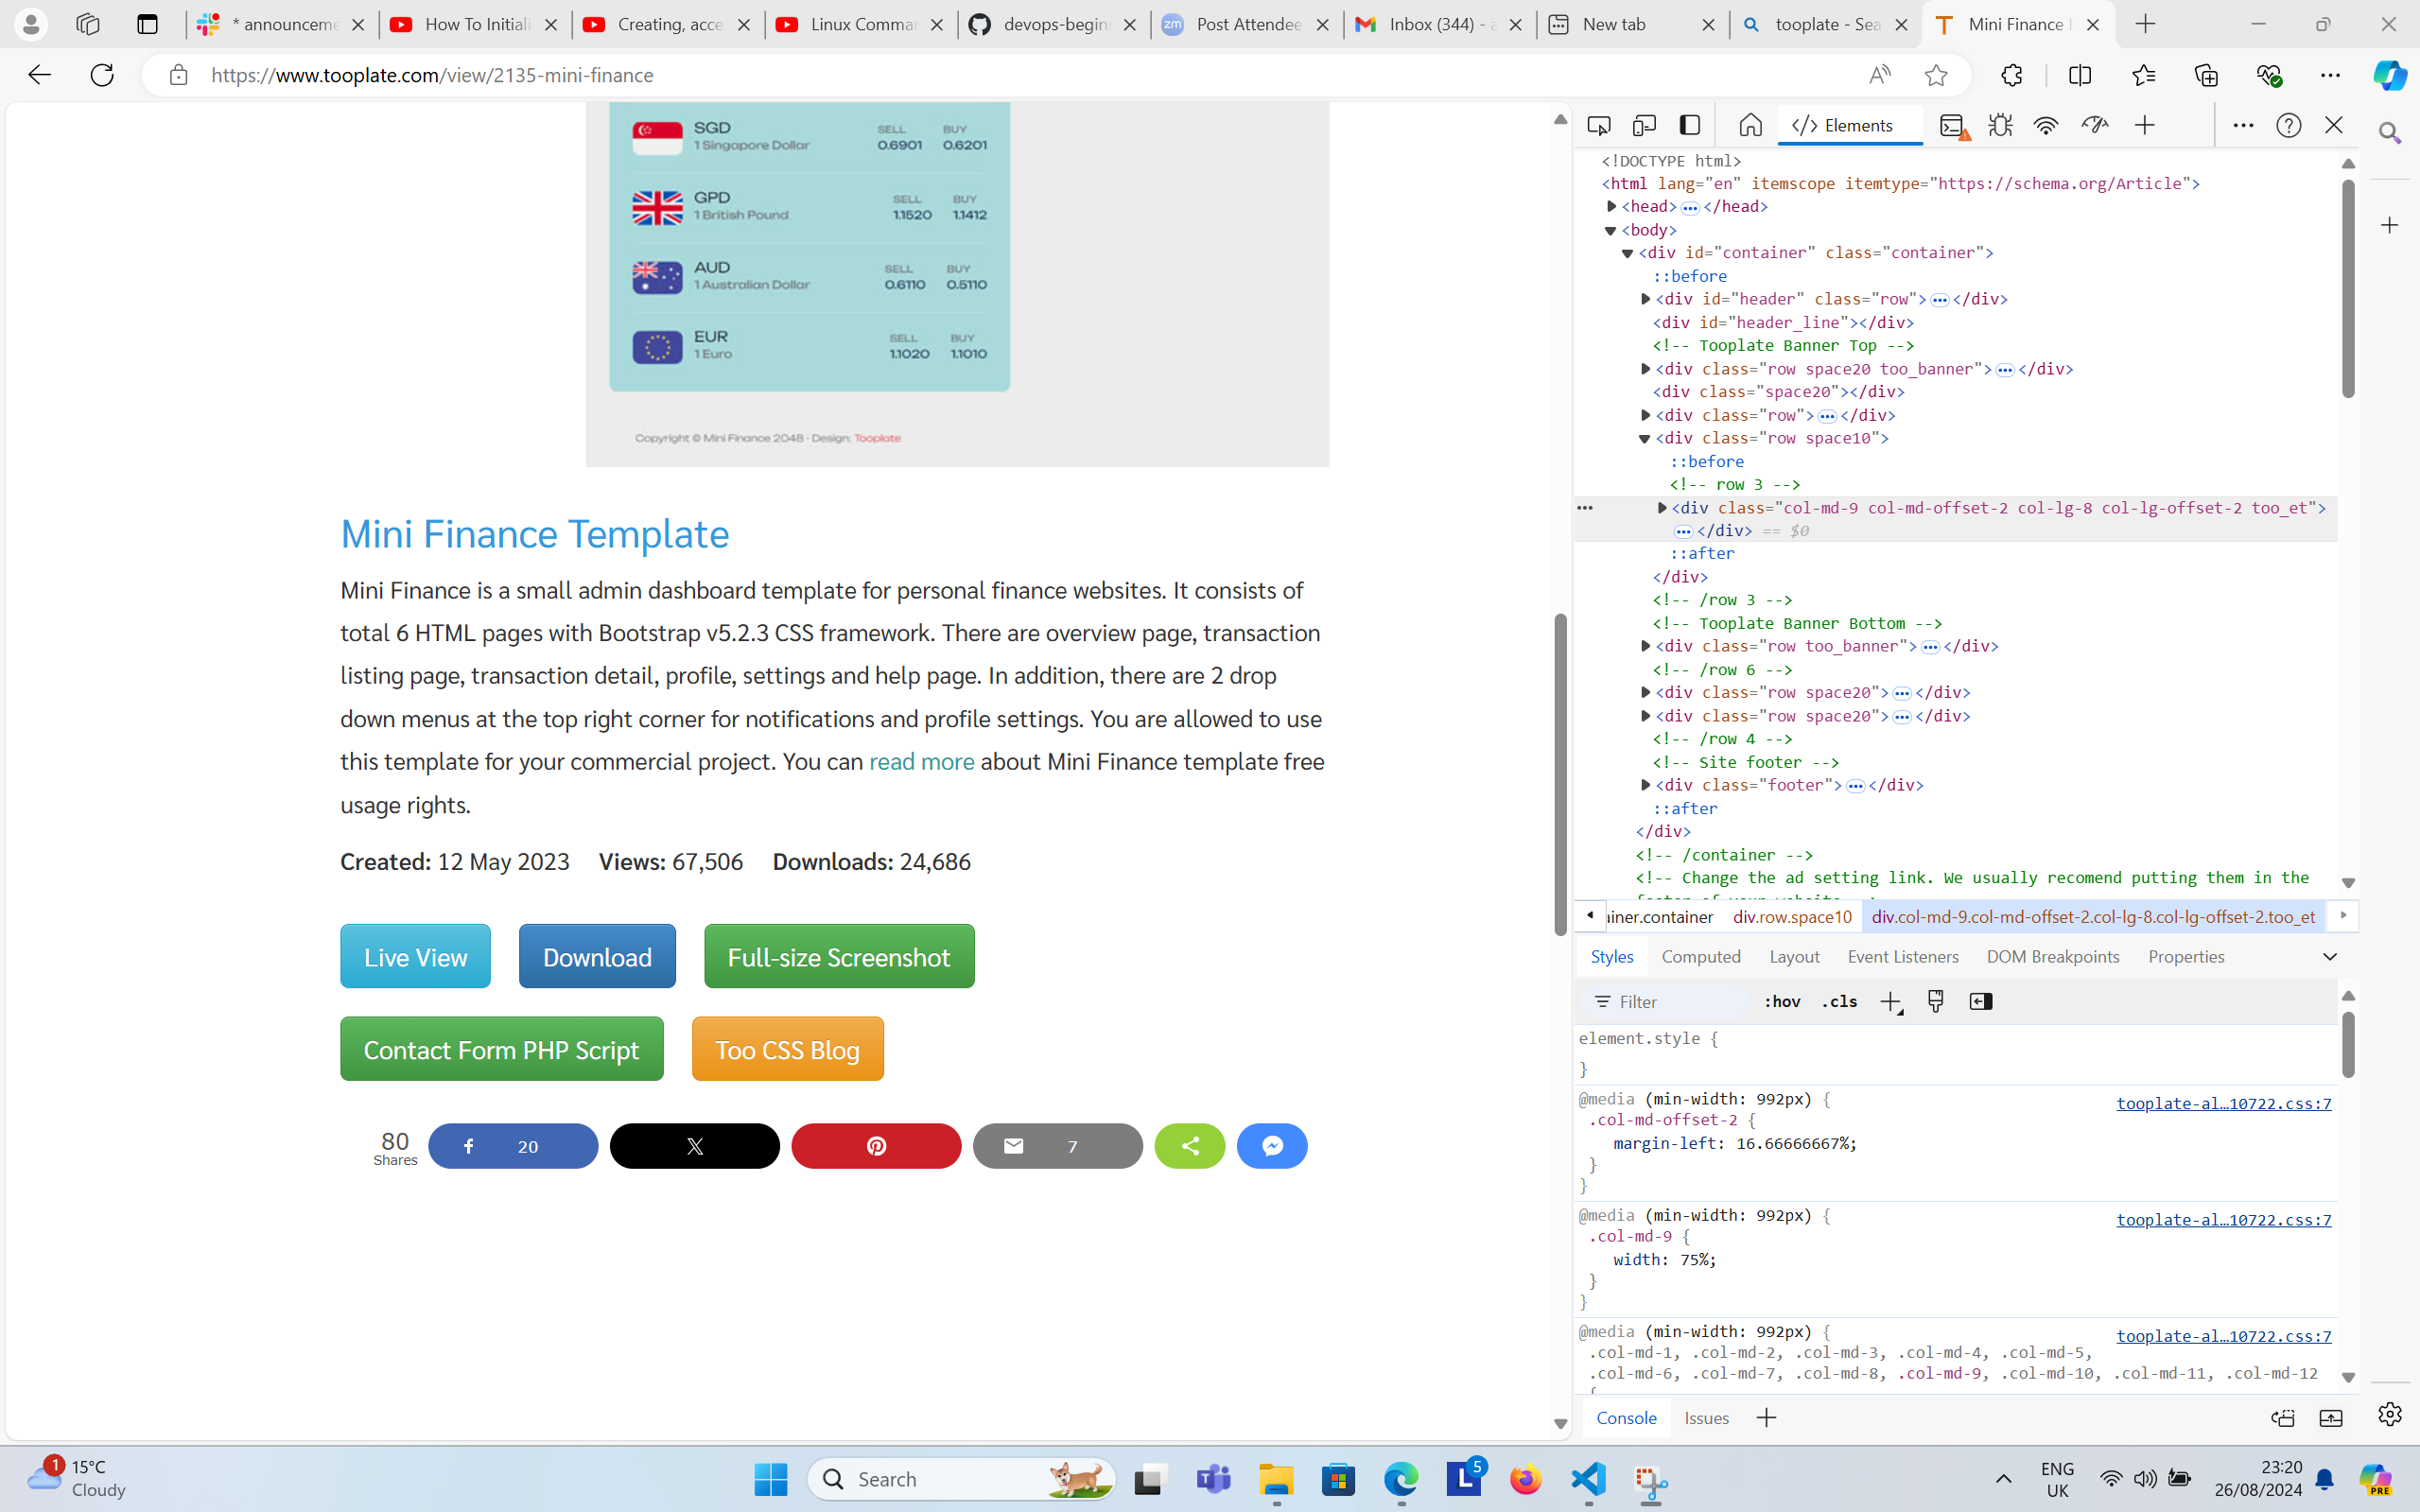 * announceme
How To Initiali
Creating, acce
Linux Comman
devops-begin
Post Attendee
Inbox (344) - a
New tab
tooplate - Sea
Mini Finance
https://www.tooplate.com/view/2135-mini-finance
SGD SELL BUY
1 Singapore Dollar 0.6901 0.6201
GPD SELL BUY
1 British Pound 1.1520 1.1412
AUD SELL BUY
1 Australian Dollar 0.6110 0.5110
EUR SELL BUY
1 Euro 1.1020 1.1010
Copyright © Mini Finance 2048 · Design: Tooplate
Mini Finance Template
Mini Finance is a small admin dashboard template for personal finance websites. It consists of
total 6 HTML pages with Bootstrap v5.2.3 CSS framework. There are overview page, transaction
listing page, transaction detail, profile, settings and help page. In addition, there are 2 drop
down menus at the top right corner for notifications and profile settings. You are allowed to use
this template for your commercial project. You can read more about Mini Finance template free
usage rights.
Created: 12 May 2023 Views: 67,506 Downloads: 24,686
Live View Download Full-size Screenshot
Contact Form PHP Script Too CSS Blog
80
Shares
20
7
Elements
<!DOCTYPE html>
<html lang="en" itemscope itemtype="https://schema.org/Article">
<head>…</head>
<body>
<div id="container" class="container">
::before
<div id="header" class="row">…</div>
<div id="header_line"></div>
<!-- Tooplate Banner Top -->
<div class="row space20 too_banner">…</div>
<div class="space20"></div>
<div class="row">…</div>
<div class="row space10">
::before
<!-- row 3 -->
<div class="col-md-9 col-md-offset-2 col-lg-8 col-lg-offset-2 too_et">
…</div> == $0
::after
</div>
<!-- /row 3 -->
<!-- Tooplate Banner Bottom -->
<div class="row too_banner">…</div>
<!-- /row 6 -->
<div class="row space20">…</div>
<div class="row space20">…</div>
<!-- /row 4 -->
<!-- Site footer -->
<div class="footer">…</div>
::after
</div>
<!-- /container -->
<!-- Change the ad setting link. We usually recomend putting them in the
iner.container div.row.space10 div.col-md-9.col-md-offset-2.col-lg-8.col-lg-offset-2.too_et
Styles Computed Layout Event Listeners DOM Breakpoints Properties
Filter :hov .cls
element.style {
}
@media (min-width: 992px) { tooplate-al…10722.css:7
.col-md-offset-2 {
margin-left: 16.66666667%;
}
}
@media (min-width: 992px) { tooplate-al…10722.css:7
.col-md-9 {
width: 75%;
}
}
@media (min-width: 992px) { tooplate-al…10722.css:7
.col-md-1, .col-md-2, .col-md-3, .col-md-4, .col-md-5,
.col-md-6, .col-md-7, .col-md-8, .col-md-9, .col-md-10, .col-md-11, .col-md-12
{
Console Issues
1
15°C
Cloudy
Search
5
ENG
UK
23:20
26/08/2024
PRE